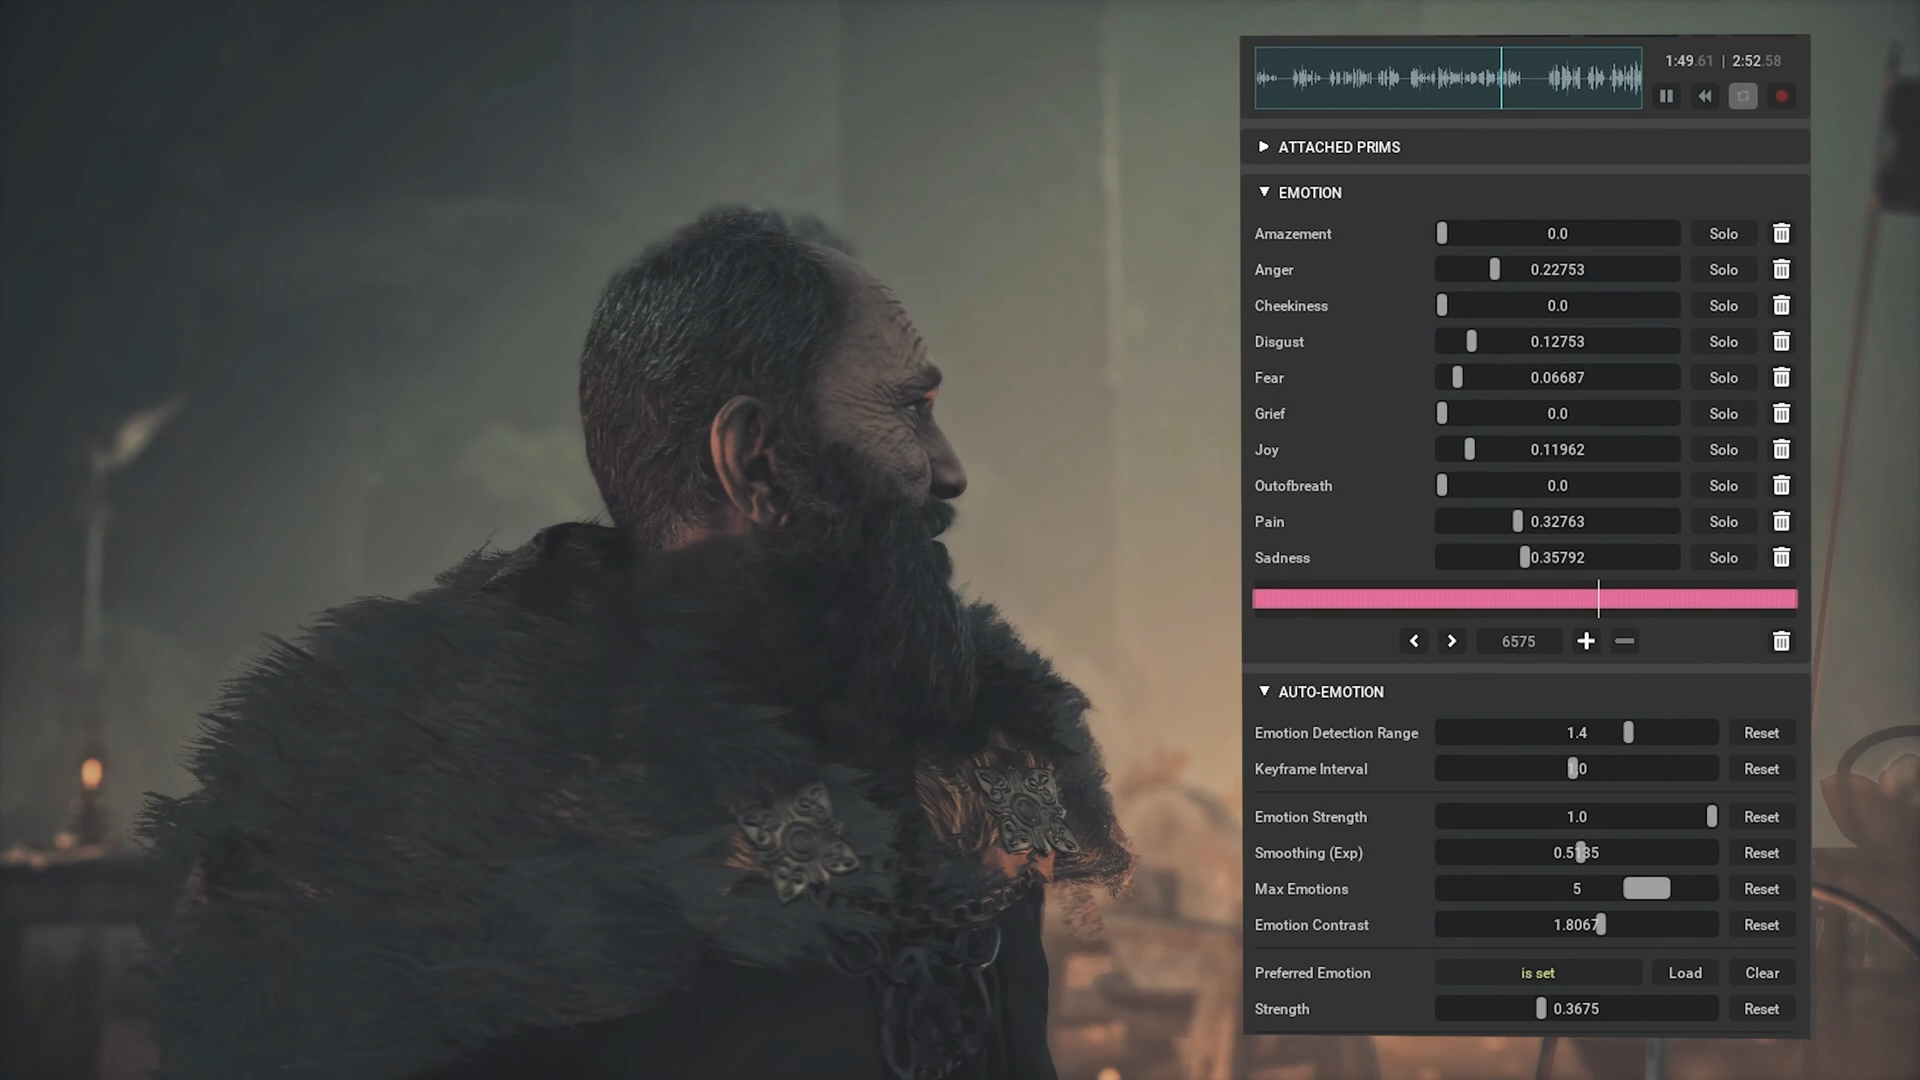 1:49.61 | 2:52.58
ATTACHED PRIMS
EMOTION
Amazement 0.0 Solo
Anger 0.22753 Solo
Cheekiness 0.0 Solo
Disgust 0.12753 Solo
Fear 0.06687 Solo
Grief 0.0 Solo
Joy 0.11962 Solo
Outofbreath 0.0 Solo
Pain 0.32763 Solo
Sadness 0.35792 Solo
6575
AUTO-EMOTION
Emotion Detection Range 1.4 Reset
Keyframe Interval 1.0 Reset
Emotion Strength 1.0 Reset
Smoothing (Exp) 0.5135 Reset
Max Emotions 5 Reset
Emotion Contrast 1.8067 Reset
Preferred Emotion is set Load Clear
Strength 0.3675 Reset